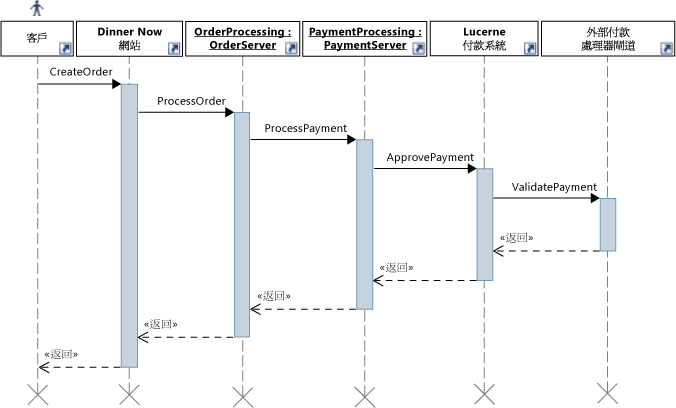 客戶
Dinner Now
網站
OrderProcessing :
OrderServer
PaymentProcessing :
PaymentServer
Lucerne
付款系統
外部付款
處理器閘道
CreateOrder
ProcessOrder
ProcessPayment
ApprovePayment
ValidatePayment
«返回»
«返回»
«返回»
«返回»
«返回»